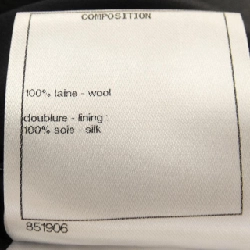 COMPOSITION
100% laine - wool
doublure - lining :
100% soie - silk
851906